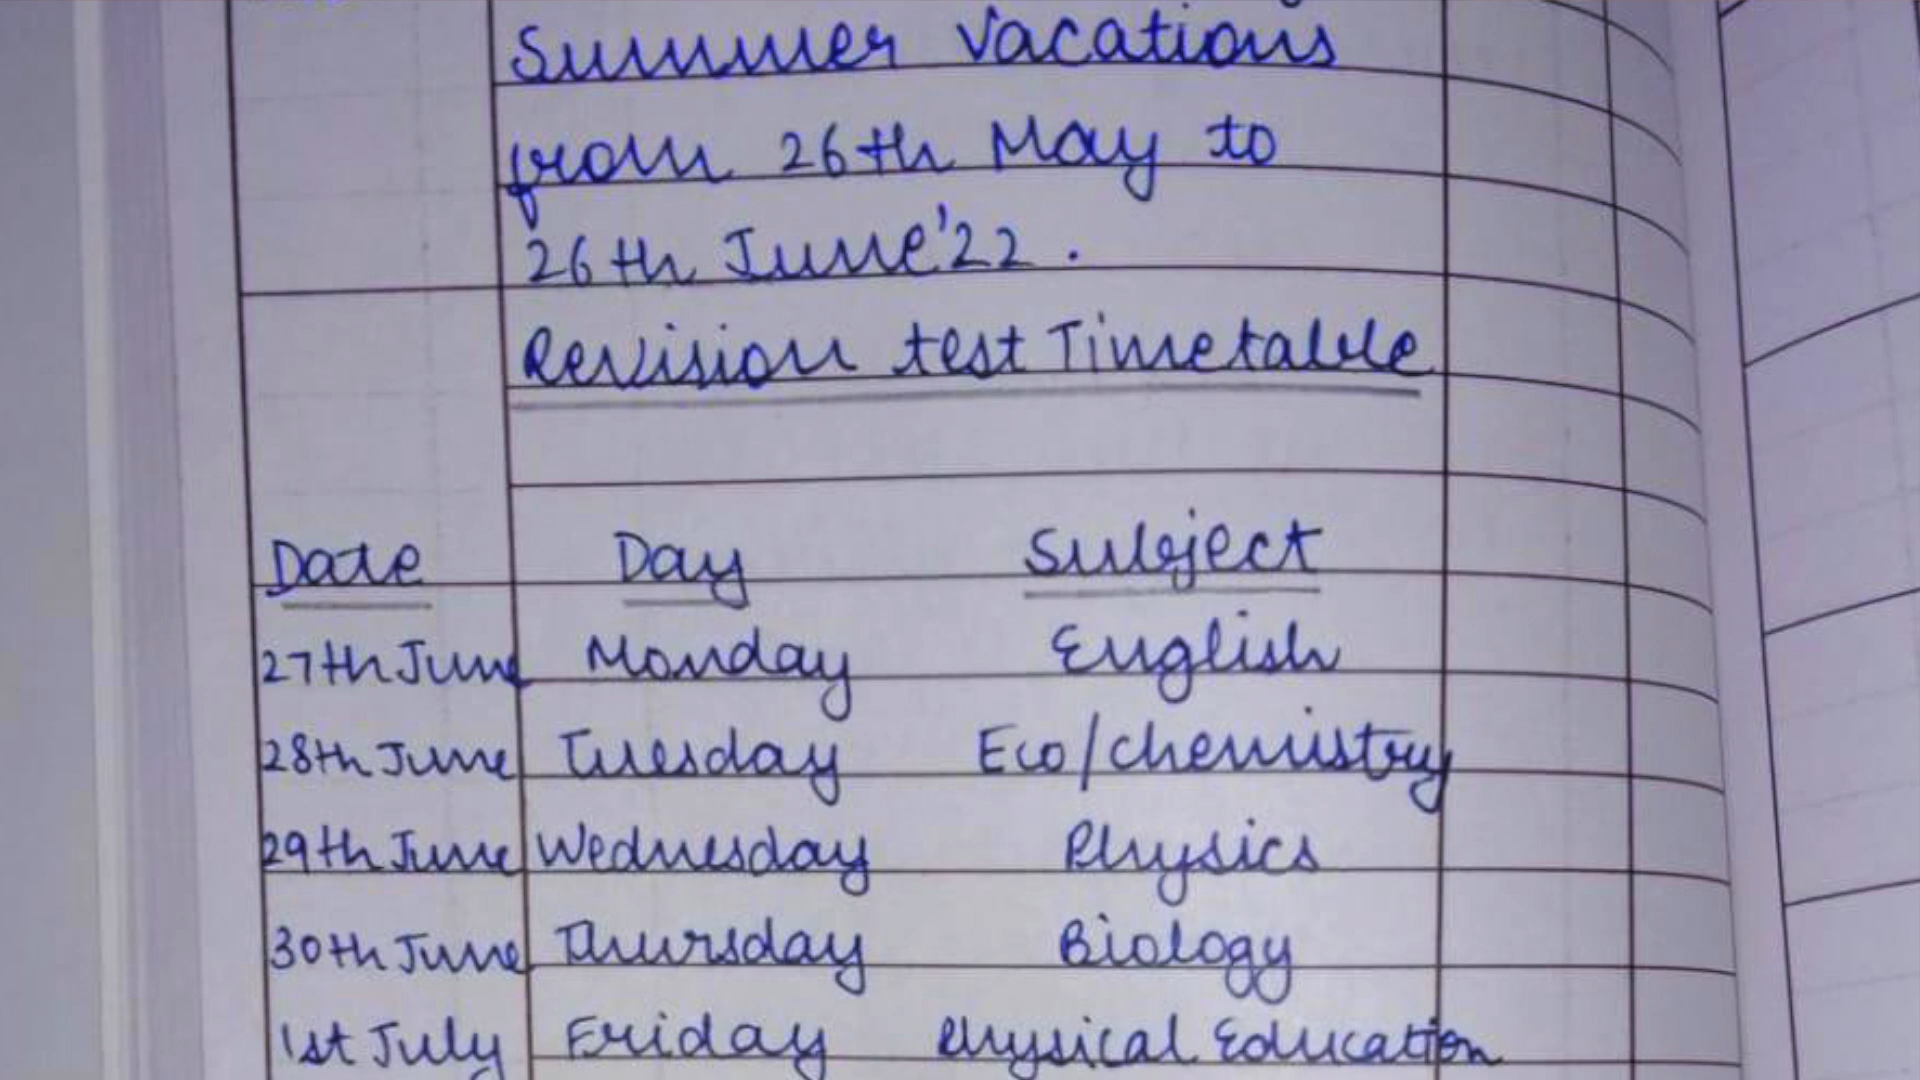 Summer Vacations
from 26th May to
26th June'22.
Revision test Timetable
Date Day Subject
27th June Monday English
28th June Tuesday Eco/chemistry
29th June Wednesday Physics
30th June Thursday Biology
1st July Friday Physical Education